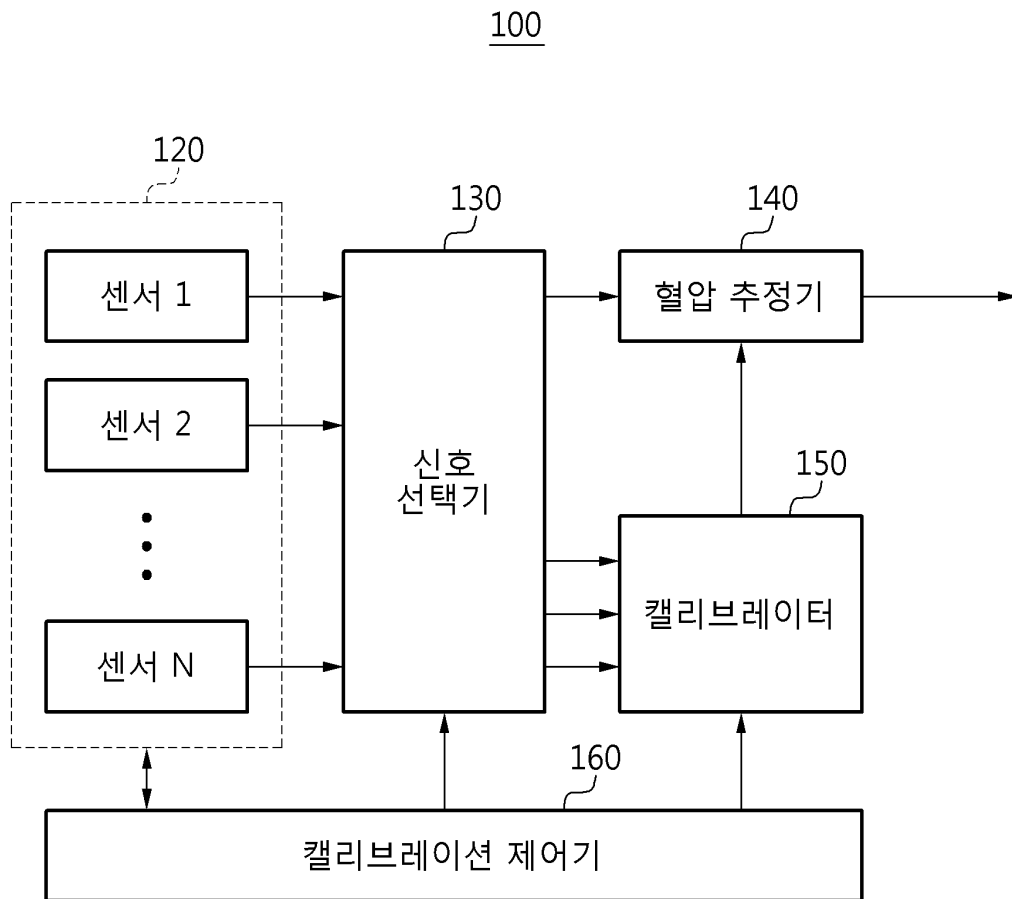 100
120
130
140
센서 1
혈압 추정기
센서 2
신호
선택기
150
캘리브레이터
센서 N
160
캘리브레이션 제어기